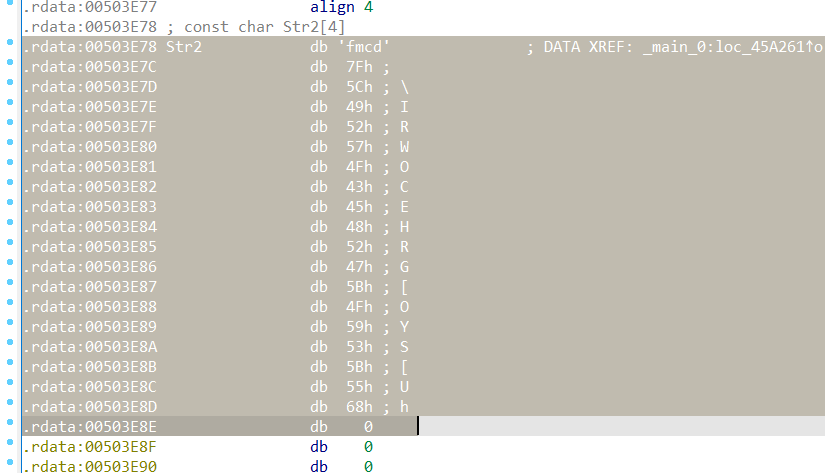 .rdata:00503E77 align 4
.rdata:00503E78 ; const char Str2[4]
.rdata:00503E78 Str2 db 'fmcd' ; DATA XREF: _main_0:loc_45A261↑o
.rdata:00503E7C db 7Fh ;
.rdata:00503E7D db 5Ch ; \
.rdata:00503E7E db 49h ; I
.rdata:00503E7F db 52h ; R
.rdata:00503E80 db 57h ; W
.rdata:00503E81 db 4Fh ; O
.rdata:00503E82 db 43h ; C
.rdata:00503E83 db 45h ; E
.rdata:00503E84 db 48h ; H
.rdata:00503E85 db 52h ; R
.rdata:00503E86 db 47h ; G
.rdata:00503E87 db 5Bh ; [
.rdata:00503E88 db 4Fh ; O
.rdata:00503E89 db 59h ; Y
.rdata:00503E8A db 53h ; S
.rdata:00503E8B db 5Bh ; [
.rdata:00503E8C db 55h ; U
.rdata:00503E8D db 68h ; h
.rdata:00503E8E db 0
.rdata:00503E8F db 0
.rdata:00503E90 db 0